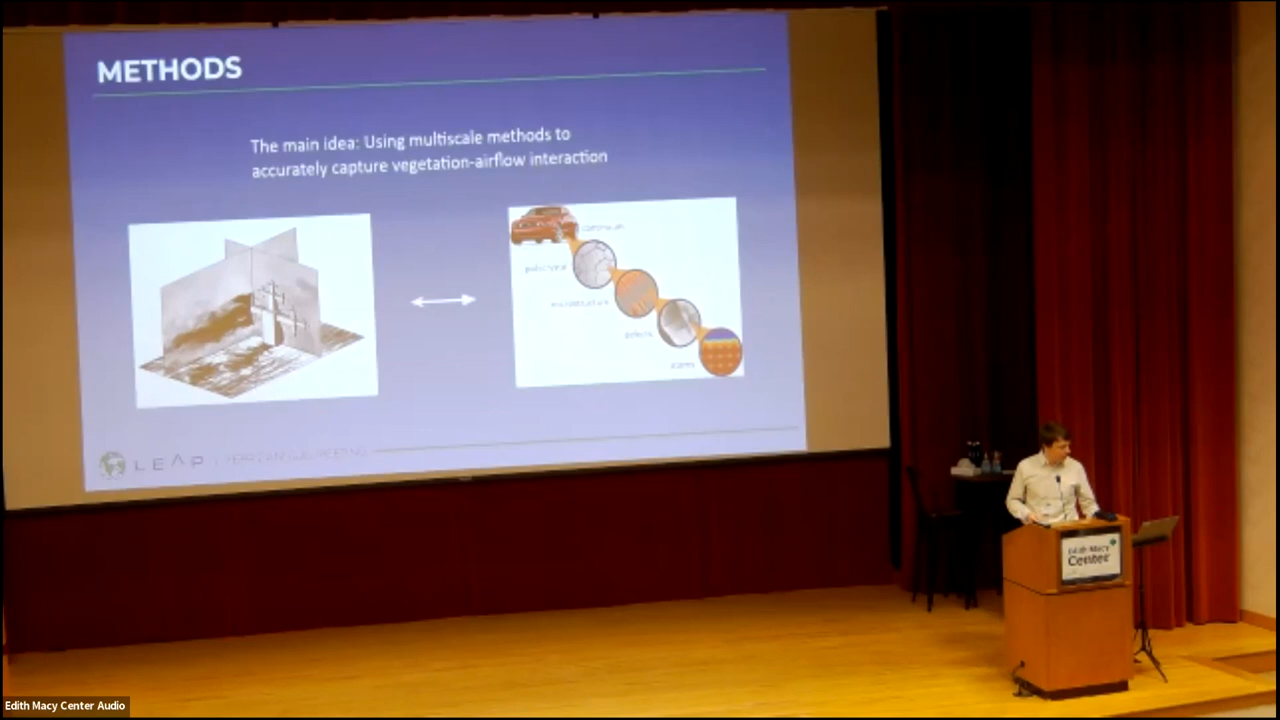 METHODS
The main idea: Using multiscale methods to
accurately capture vegetation-airflow interaction
continuum
defects
atoms
LEAP
Edith Macy
Center
Edith Macy Center Audio